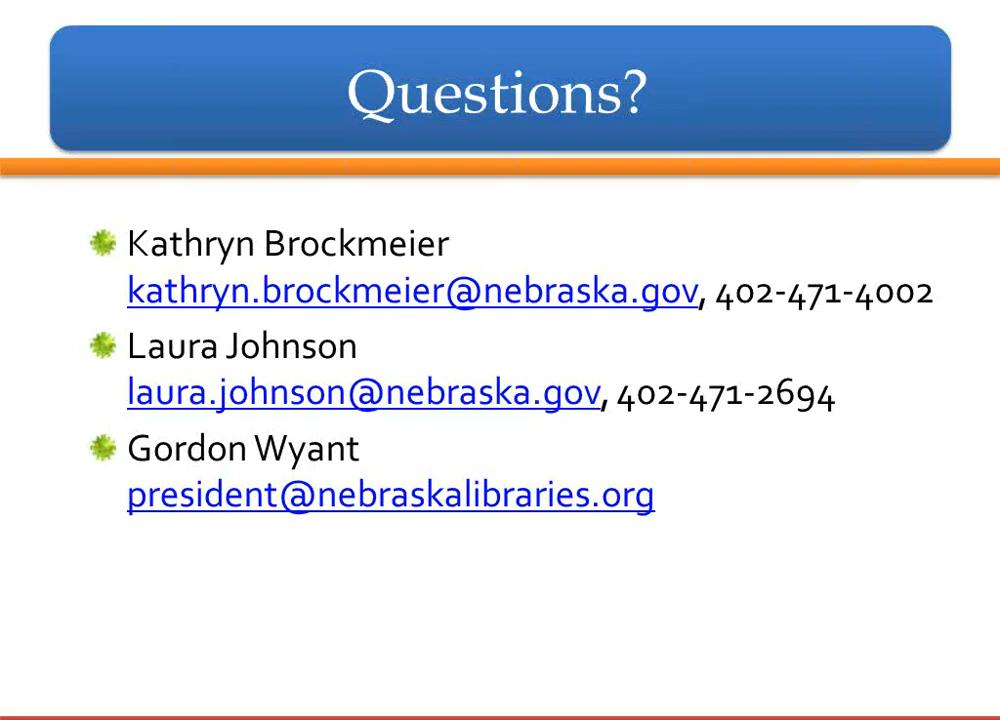 Questions?
Kathryn Brockmeier
kathryn.brockmeier@nebraska.gov, 402-471-4002
Laura Johnson
laura.johnson@nebraska.gov, 402-471-2694
Gordon Wyant
president@nebraskalibraries.org